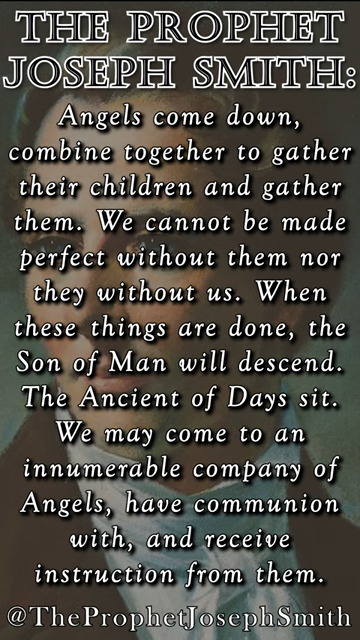 THE PROPHET
JOSEPH SMITH:
Angels come down,
combine together to gather
their children and gather
them. We cannot be made
perfect without them nor
they without us. When
these things are done, the
Son of Man will descend.
The Ancient of Days sit.
We may come to an
innumerable company of
Angels, have communion
with, and receive
instruction from them.
@TheProphetJosephSmith